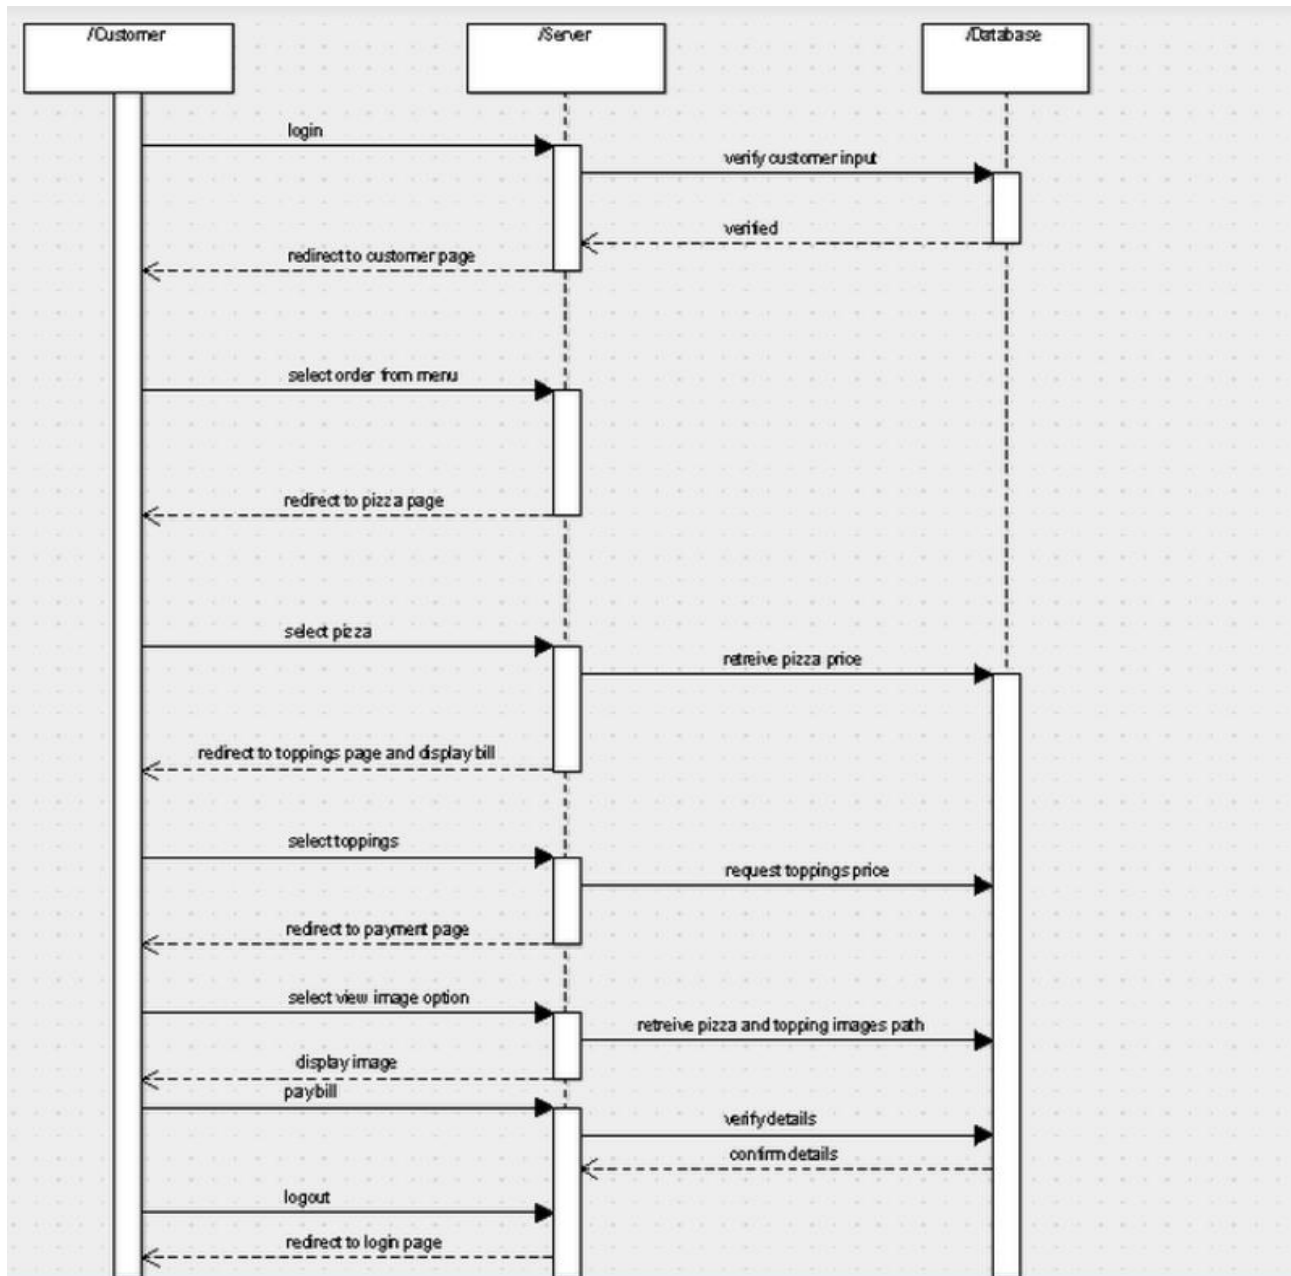 /Customer
/Server
/Database
login
verify customer input
verified
redirect to customer page
select order from menu
redirect to pizza page
select pizza
retreive pizza price
redirect to toppings page and display bill
select toppings
request toppings price
redirect to payment page
select view image option
retreive pizza and topping images path
display image
pay bill
verify details
confirm details
logout
redirect to login page